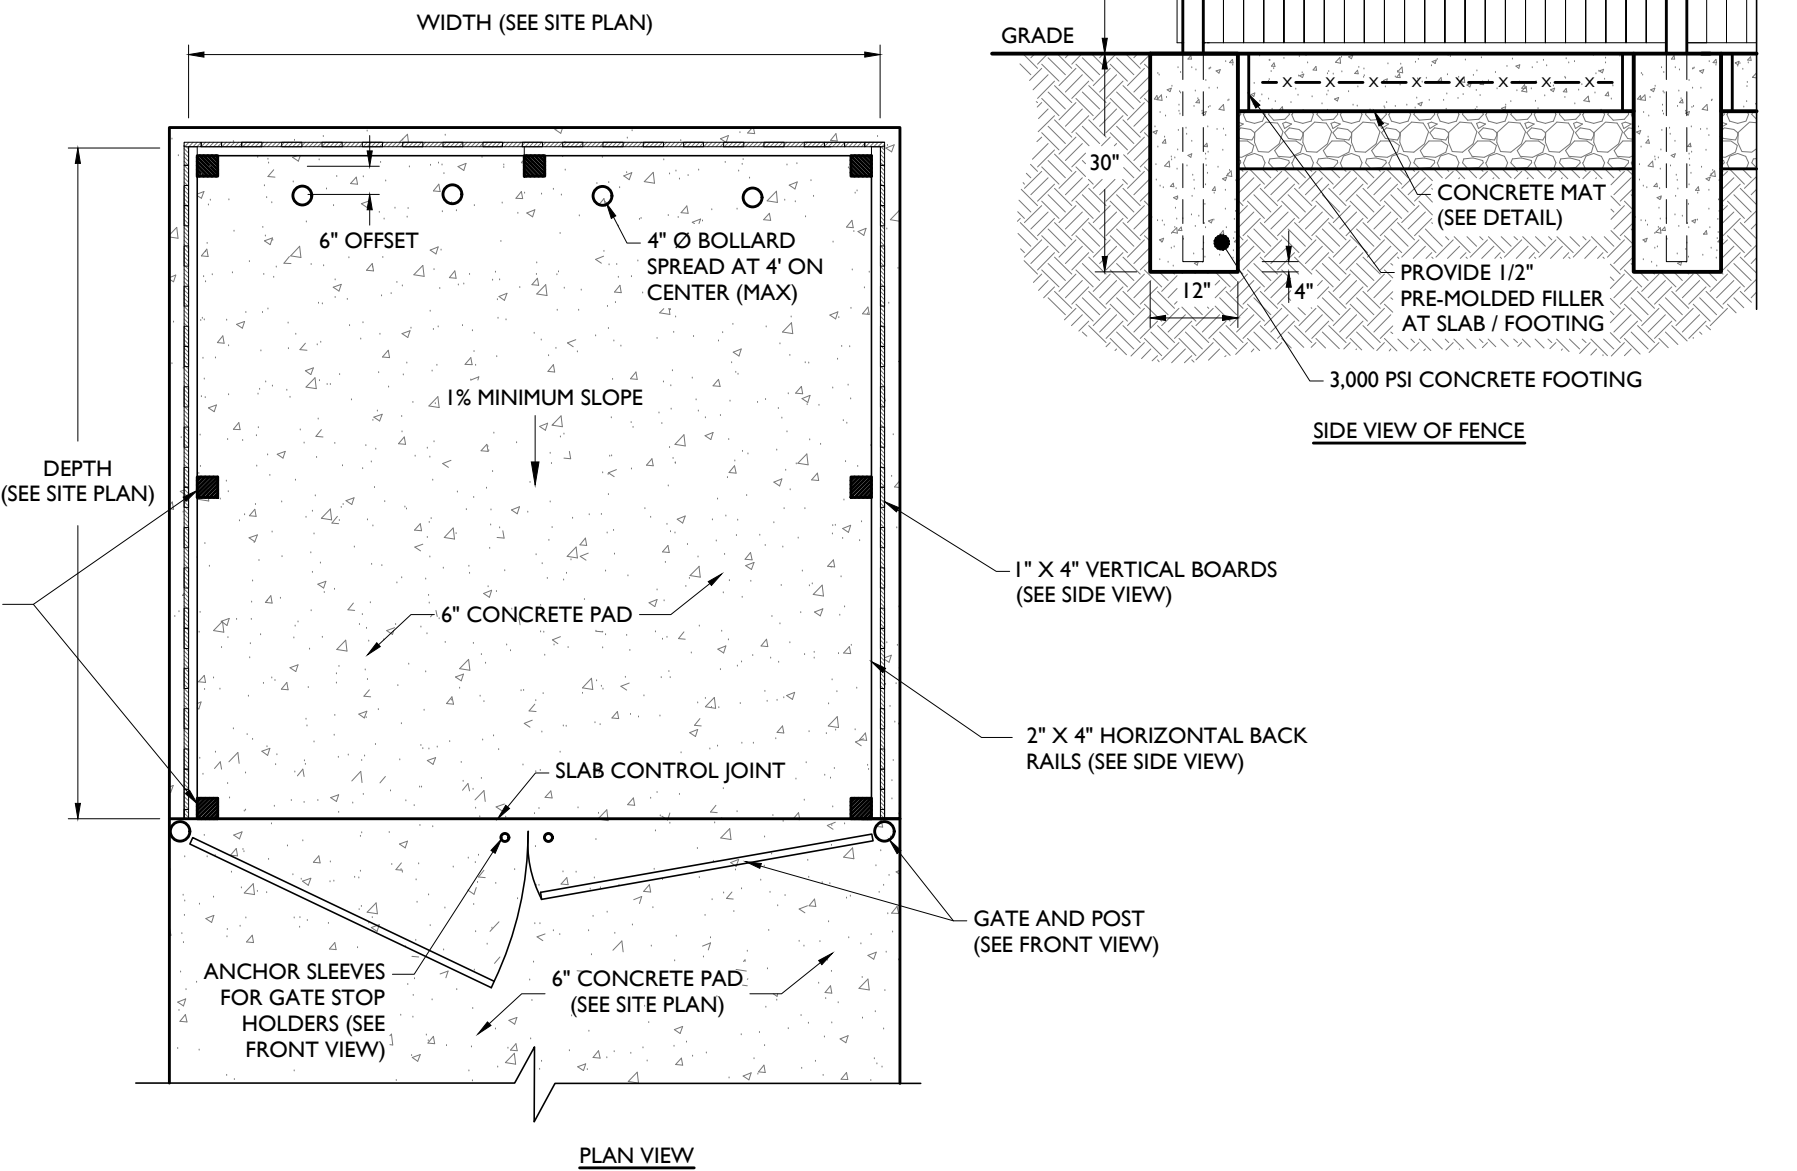 WIDTH (SEE SITE PLAN)
6" OFFSET
4" Ø BOLLARD
SPREAD AT 4' ON
CENTER (MAX)
1% MINIMUM SLOPE
DEPTH
(SEE SITE PLAN)
6" CONCRETE PAD
SLAB CONTROL JOINT
1" X 4" VERTICAL BOARDS
(SEE SIDE VIEW)
2" X 4" HORIZONTAL BACK
RAILS (SEE SIDE VIEW)
GATE AND POST
(SEE FRONT VIEW)
ANCHOR SLEEVES
FOR GATE STOP
HOLDERS (SEE
FRONT VIEW)
6" CONCRETE PAD
(SEE SITE PLAN)
PLAN VIEW
GRADE
X X X X X X X X
30"
12"
4"
CONCRETE MAT
(SEE DETAIL)
PROVIDE 1/2"
PRE-MOLDED FILLER
AT SLAB / FOOTING
3,000 PSI CONCRETE FOOTING
SIDE VIEW OF FENCE